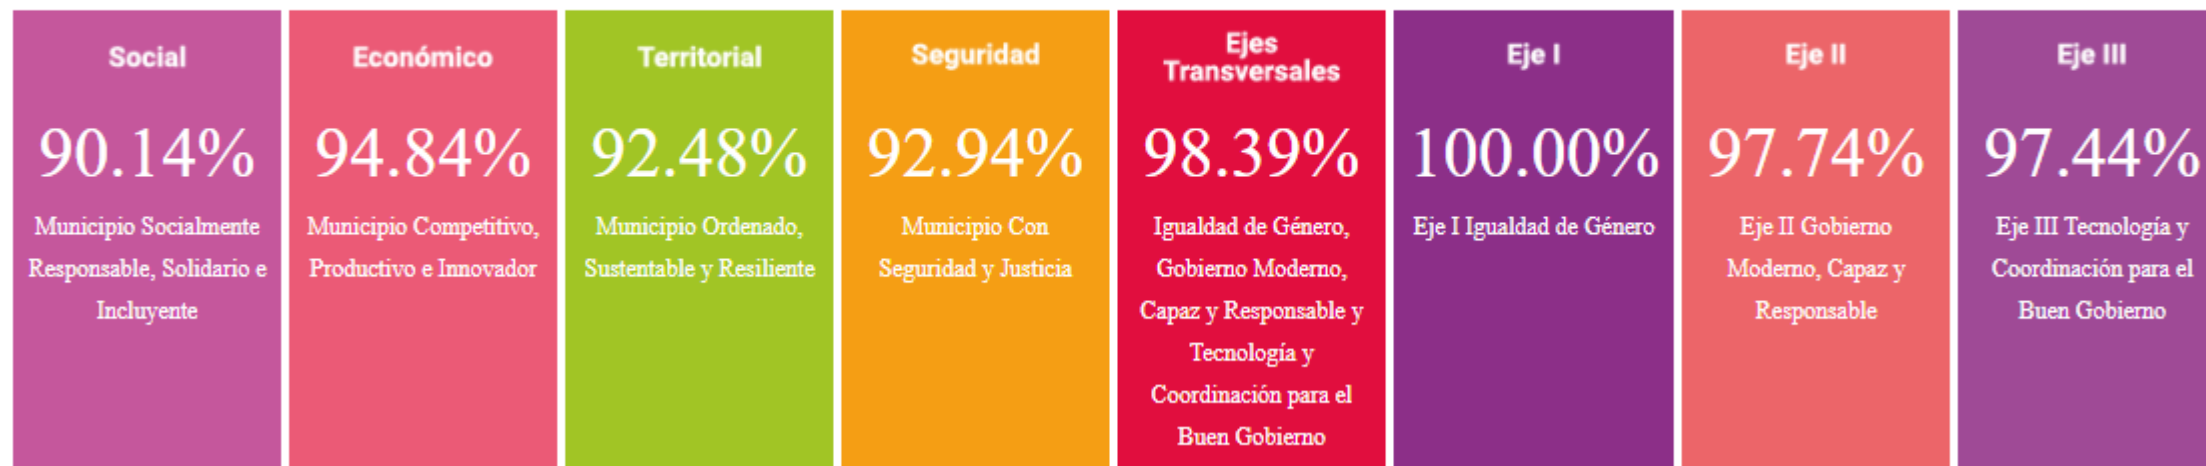 Social
90.14%
Municipio Socialmente
Responsable, Solidario e
Incluyente
Económico
94.84%
Municipio Competitivo,
Productivo e Innovador
Territorial
92.48%
Municipio Ordenado,
Sustentable y Resiliente
Seguridad
92.94%
Municipio Con
Seguridad y Justicia
Ejes
Transversales
98.39%
Igualdad de Género,
Gobierno Moderno,
Capaz y Responsable y
Tecnología y
Coordinación para el
Buen Gobierno
Eje I
100.00%
Eje I Igualdad de Género
Eje II
97.74%
Eje II Gobierno
Moderno, Capaz y
Responsable
Eje III
97.44%
Eje III Tecnología y
Coordinación para el
Buen Gobierno